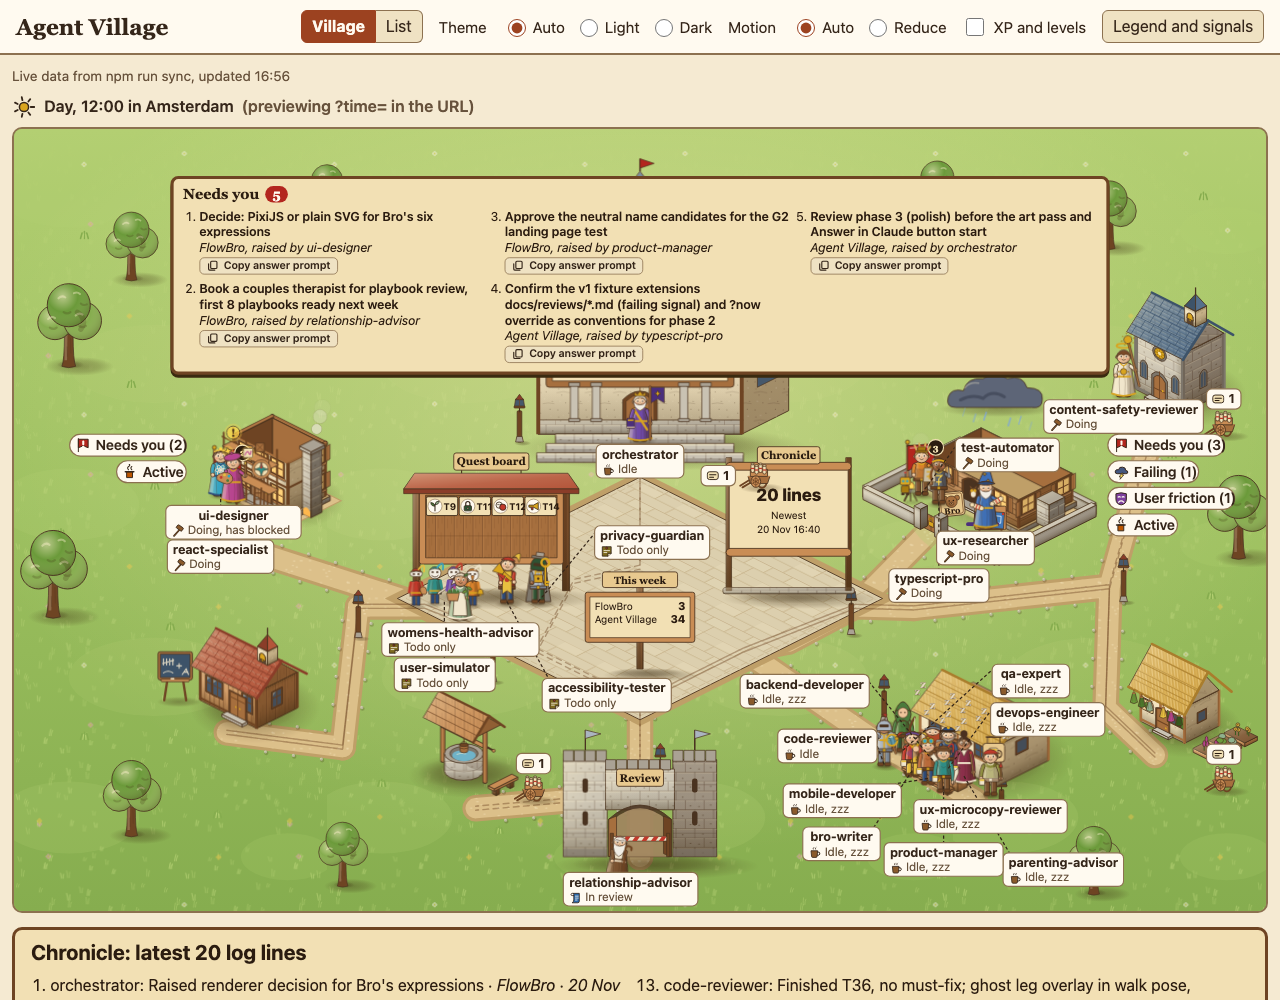 Agent Village
Village
List
Theme
Auto
Light
Dark
Motion
Auto
Reduce
XP and levels
Legend and signals
Live data from npm run sync, updated 16:56
Day, 12:00 in Amsterdam (previewing ?time= in the URL)
Needs you 5
1. Decide: PixiJS or plain SVG for Bro's six
expressions
FlowBro, raised by ui-designer
Copy answer prompt
2. Book a couples therapist for playbook review,
first 8 playbooks ready next week
FlowBro, raised by relationship-advisor
Copy answer prompt
3. Approve the neutral name candidates for the G2
landing page test
FlowBro, raised by product-manager
Copy answer prompt
4. Confirm the v1 fixture extensions
docs/reviews/*.md (failing signal) and ?now
override as conventions for phase 2
Agent Village, raised by typescript-pro
Copy answer prompt
5. Review phase 3 (polish) before the art pass and
Answer in Claude button start
Agent Village, raised by orchestrator
Copy answer prompt
content-safety-reviewer
Doing
1
Needs you (2)
Active
ui-designer
Doing, has blocked
react-specialist
Doing
Quest board
T9
T11
T12
T14
orchestrator
Idle
1
Chronicle
20 lines
Newest
20 Nov 16:40
3
test-automator
Doing
Bro
ux-researcher
Doing
typescript-pro
Doing
Needs you (3)
Failing (1)
User friction (1)
Active
privacy-guardian
Todo only
This week
FlowBro 3
Agent Village 34
womens-health-advisor
Todo only
user-simulator
Todo only
accessibility-tester
Todo only
backend-developer
Idle, zzz
qa-expert
Idle, zzz
devops-engineer
Idle, zzz
code-reviewer
Idle
mobile-developer
Idle, zzz
ux-microcopy-reviewer
Idle, zzz
bro-writer
Idle, zzz
product-manager
Idle, zzz
parenting-advisor
Idle, zzz
1
1
Review
relationship-advisor
In review
Chronicle: latest 20 log lines
1. orchestrator: Raised renderer decision for Bro's expressions · FlowBro · 20 Nov
13. code-reviewer: Finished T36, no must-fix; ghost leg overlay in walk pose,